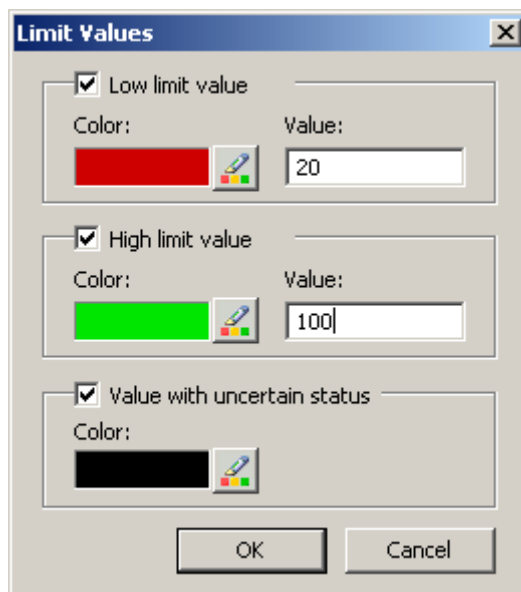 Limit Values
Low limit value
Color: Value:
20
High limit value
Color: Value:
100
Value with uncertain status
Color:
OK Cancel